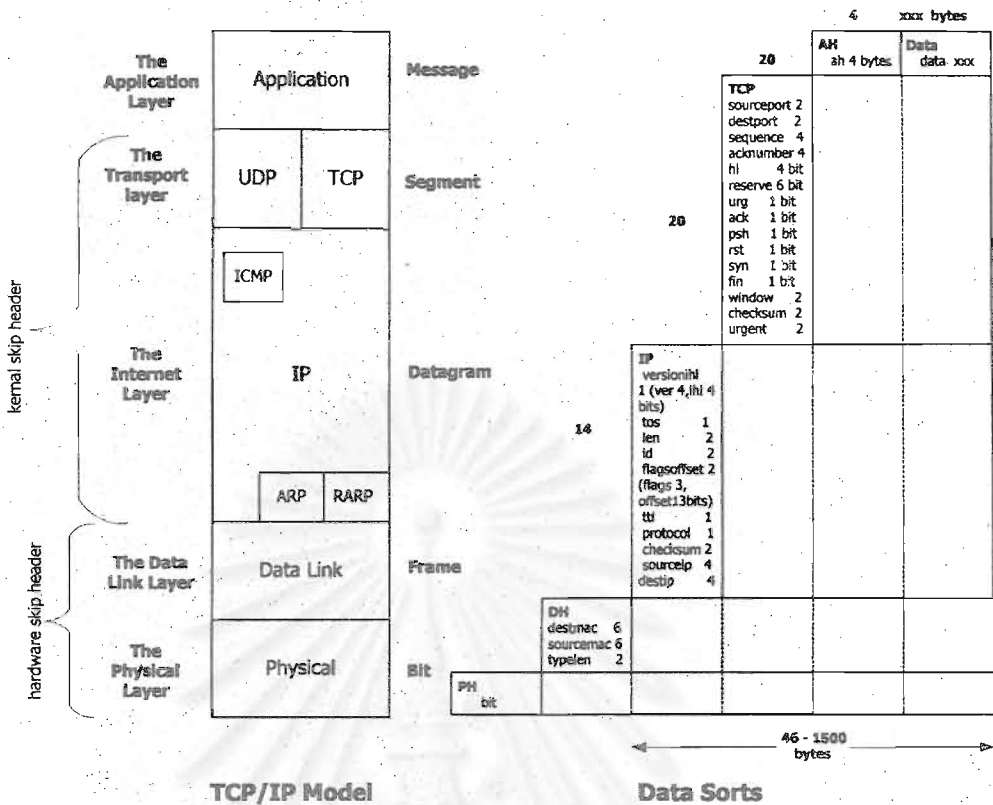 4 xxx bytes
The Application Layer
Application
Message
20
AH
ah 4 bytes
Data
data xxx
The Transport layer
UDP
TCP
Segment
20
TCP
sourceport 2
destport 2
sequence 4
acknumber 4
hl 4 bit
reserve 6 bit
urg 1 bit
ack 1 bit
psh 1 bit
rst 1 bit
syn 1 bit
fin 1 bit
window 2
checksum 2
urgent 2
kernal skip header
ICMP
The Internet Layer
IP
Datagram
14
IP
versionihl
1 (ver 4,ihl 4
bits)
tos 1
len 2
id 2
flagsoffset 2
(flags 3,
offset13bits)
ttl 1
protocol 1
checksum 2
sourceip 4
destip 4
ARP
RARP
hardware skip header
The Data Link Layer
Data Link
Frame
DH
destmac 6
sourcemac 6
typelen 2
The Physical Layer
Physical
Bit
PH
bit
46 - 1500
bytes
TCP/IP Model
Data Sorts